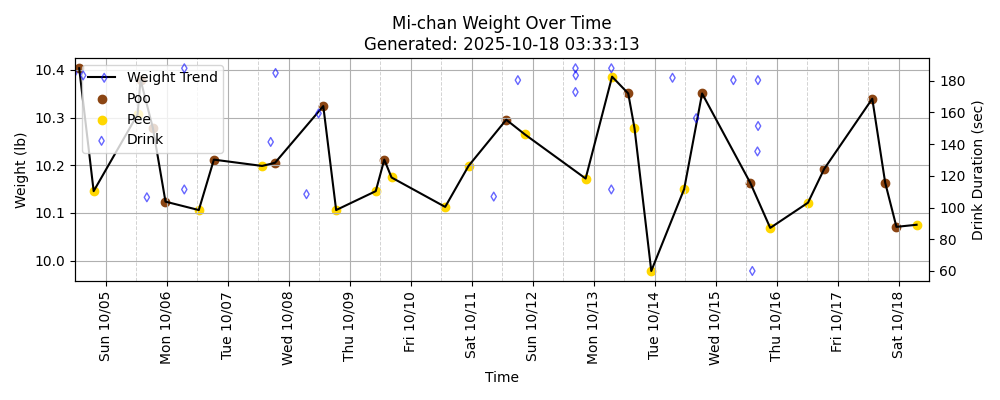 Mi-chan Weight Over Time
Generated: 2025-10-18 03:33:13
Weight (lb)
10.4
10.3
10.2
10.1
10.0
Weight Trend
Poo
Pee
Drink
180
160
140
120
100
80
60
Drink Duration (sec)
Sun 10/05
Mon 10/06
Tue 10/07
Wed 10/08
Thu 10/09
Fri 10/10
Sat 10/11
Sun 10/12
Mon 10/13
Tue 10/14
Wed 10/15
Thu 10/16
Fri 10/17
Sat 10/18
Time